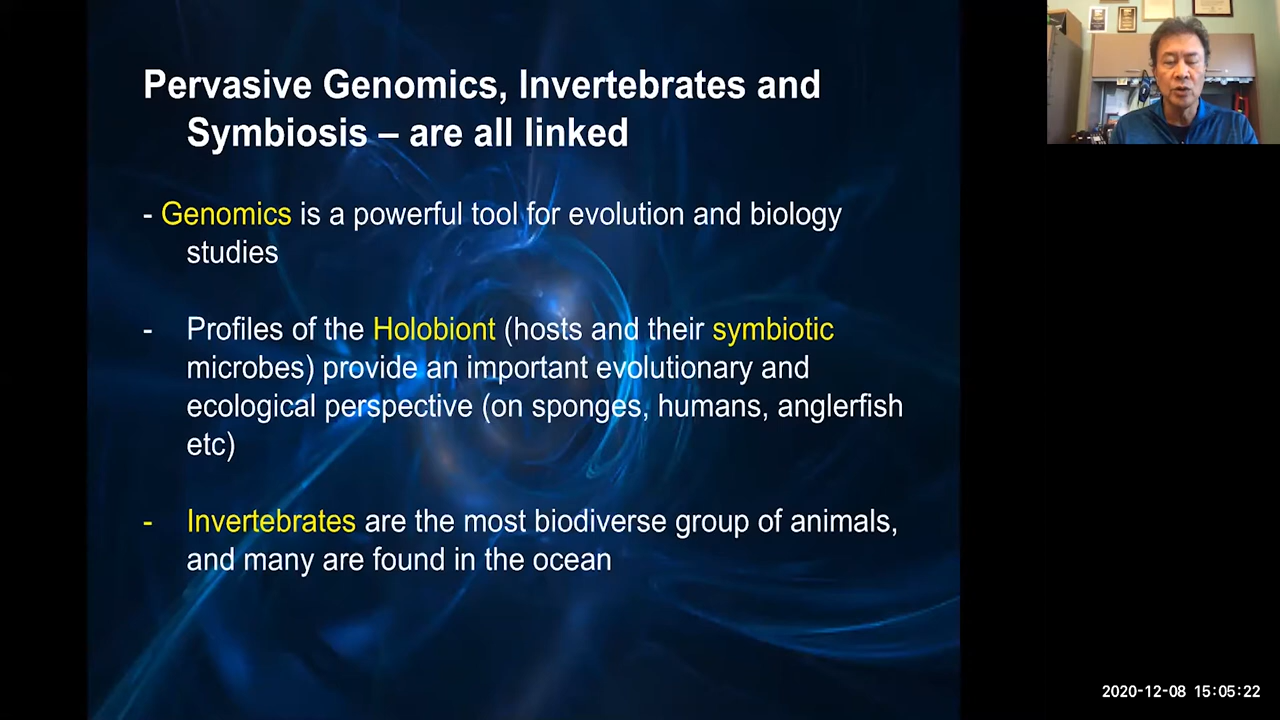 Pervasive Genomics, Invertebrates and
Symbiosis – are all linked
- Genomics is a powerful tool for evolution and biology
studies
- Profiles of the Holobiont (hosts and their symbiotic
microbes) provide an important evolutionary and
ecological perspective (on sponges, humans, anglerfish
etc)
- Invertebrates are the most biodiverse group of animals,
and many are found in the ocean
2020-12-08 15:05:22